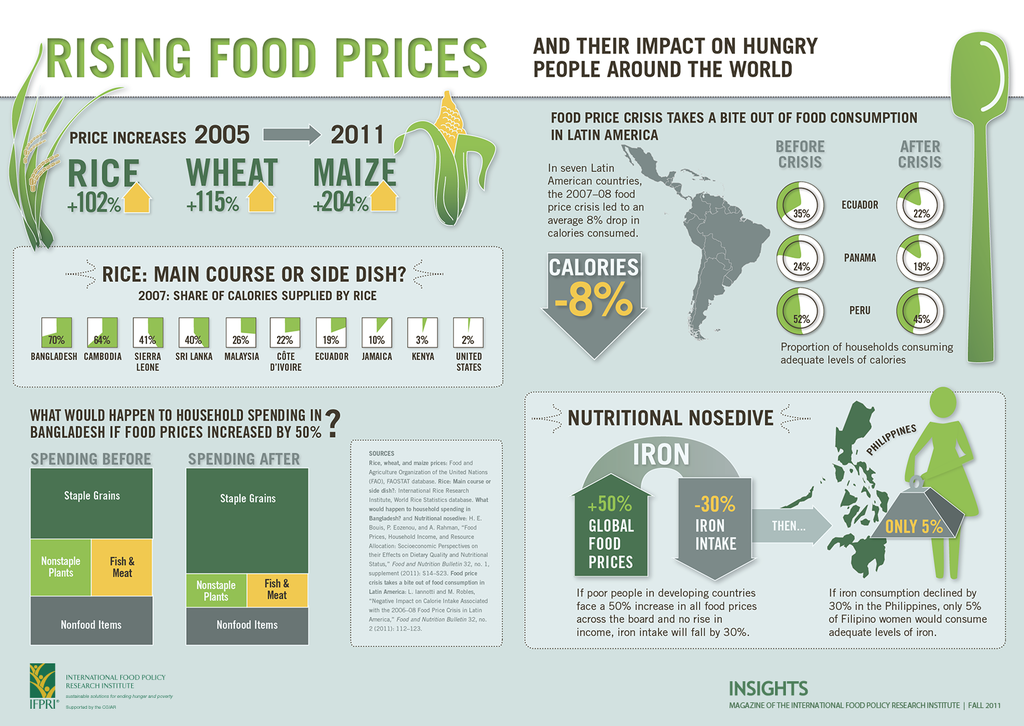 RISING FOOD PRICES
AND THEIR IMPACT ON HUNGRY
PEOPLE AROUND THE WORLD
PRICE INCREASES 2005 2011
RICE
+102%
WHEAT
+115%
MAIZE
+204%
RICE: MAIN COURSE OR SIDE DISH?
2007: SHARE OF CALORIES SUPPLIED BY RICE
70%
BANGLADESH
64%
CAMBODIA
41%
SIERRA
LEONE
40%
SRI LANKA
26%
MALAYSIA
22%
CÔTE
D'IVOIRE
19%
ECUADOR
10%
JAMAICA
3%
KENYA
2%
UNITED
STATES
WHAT WOULD HAPPEN TO HOUSEHOLD SPENDING IN
BANGLADESH IF FOOD PRICES INCREASED BY 50% ?
SPENDING BEFORE
Staple Grains
Nonstaple
Plants
Fish &
Meat
Nonfood Items
SPENDING AFTER
Staple Grains
Nonstaple
Plants
Fish &
Meat
Nonfood Items
SOURCES
Rice, wheat, and maize prices: Food and
Agriculture Organization of the United Nations
(FAO), FAOSTAT database. Rice: Main course or
side dish?: International Rice Research
Institute, World Rice Statistics database. What
would happen to household spending in
Bangladesh? and Nutritional nosedive: H. E.
Bouis, P. Eozenou, and A. Rahman, "Food
Prices, Household Income, and Resource
Allocation: Socioeconomic Perspectives on
their Effects on Dietary Quality and Nutritional
Status," Food and Nutrition Bulletin 32, no. 1,
supplement (2011): S14–S23. Food price
crisis takes a bite out of food consumption in
Latin America: L. Iannotti and M. Robles,
"Negative Impact on Calorie Intake Associated
with the 2006–08 Food Price Crisis in Latin
America," Food and Nutrition Bulletin 32, no.
2 (2011): 112–123.
FOOD PRICE CRISIS TAKES A BITE OUT OF FOOD CONSUMPTION
IN LATIN AMERICA
In seven Latin
American countries,
the 2007–08 food
price crisis led to an
average 8% drop in
calories consumed.
CALORIES
-8%
BEFORE
CRISIS
AFTER
CRISIS
35% ECUADOR 22%
24% PANAMA 19%
52% PERU 45%
Proportion of households consuming
adequate levels of calories
NUTRITIONAL NOSEDIVE
IRON
+50%
GLOBAL
FOOD
PRICES
-30%
IRON
INTAKE
THEN...
PHILIPPINES
ONLY 5%
If poor people in developing countries
face a 50% increase in all food prices
across the board and no rise in
income, iron intake will fall by 30%.
If iron consumption declined by
30% in the Philippines, only 5%
of Filipino women would consume
adequate levels of iron.
IFPRI®
INTERNATIONAL FOOD POLICY
RESEARCH INSTITUTE
sustainable solutions for ending hunger and poverty
Supported by the CGIAR
INSIGHTS
MAGAZINE OF THE INTERNATIONAL FOOD POLICY RESEARCH INSTITUTE | FALL 2011